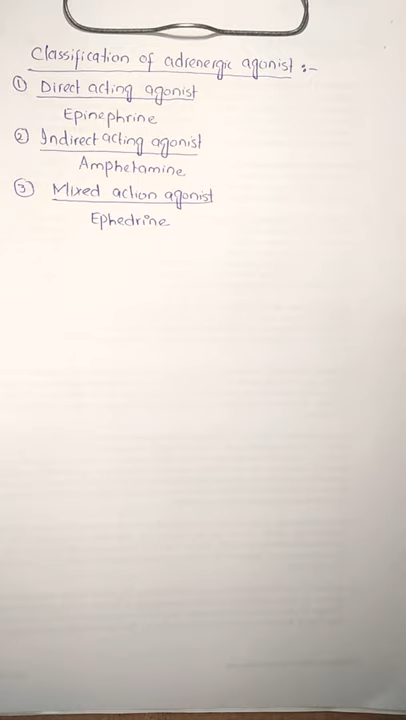 Classification of adrenergic agonist :-
① Direct acting agonist
Epinephrine
② Indirect acting agonist
Amphetamine
③ Mixed action agonist
Ephedrine